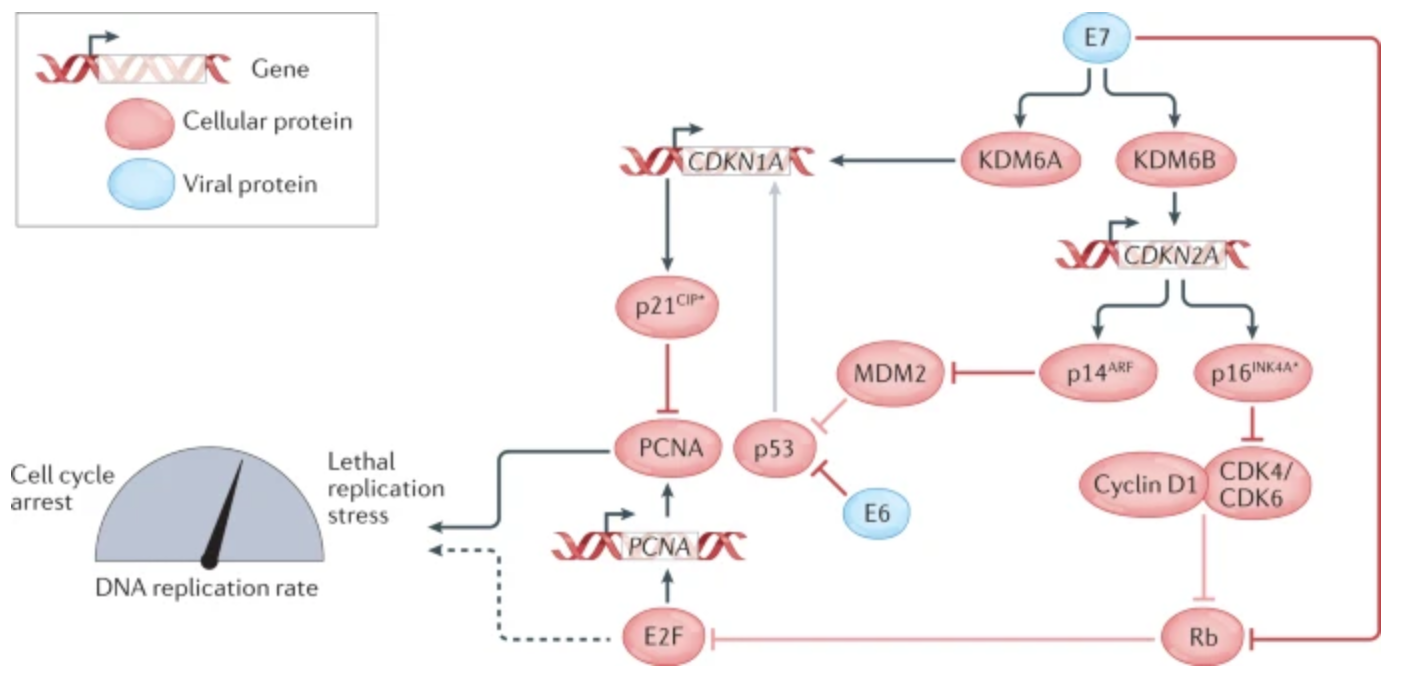 Gene
Cellular protein
Viral protein
E7
CDKN1A
KDM6A
KDM6B
CDKN2A
p21CIP*
MDM2
p14ARF
p16INK4A*
PCNA
p53
Cyclin D1
CDK4/
CDK6
E6
Cell cycle
arrest
Lethal
replication
stress
DNA replication rate
PCNA
E2F
Rb